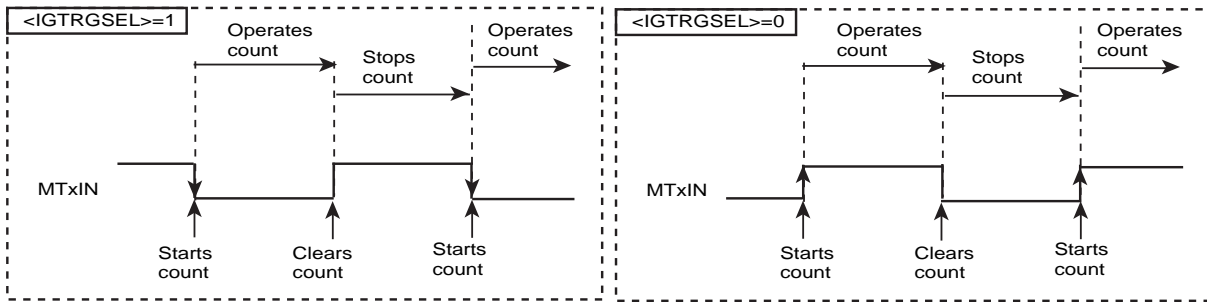 <IGTRGSEL>=1
Operates
count
Stops
count
Operates
count
MTxIN
Starts
count
Clears
count
Starts
count
<IGTRGSEL>=0
Operates
count
Stops
count
Operates
count
MTxIN
Starts
count
Clears
count
Starts
count